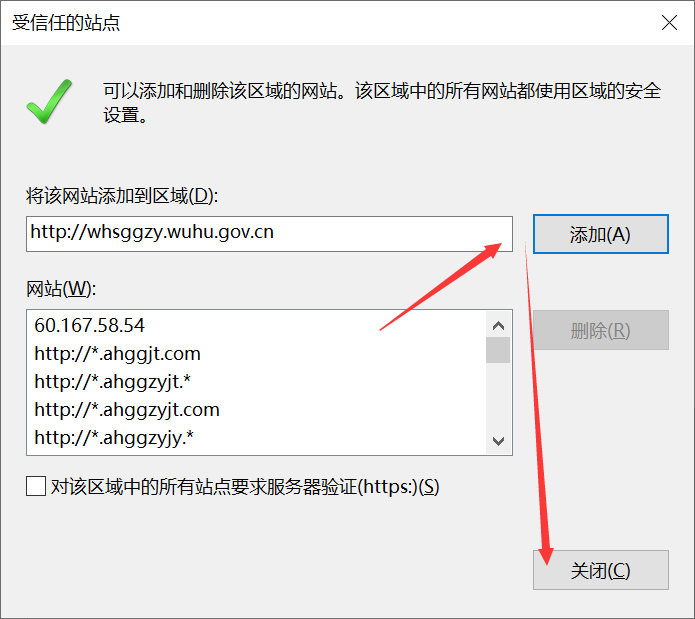 受信任的站点
可以添加和删除该区域的网站。该区域中的所有网站都使用区域的安全
设置。
将该网站添加到区域(D):
http://whsggzy.wuhu.gov.cn
添加(A)
网站(W):
60.167.58.54
http://*.ahggjt.com
http://*.ahggzyjt.*
http://*.ahggzyjt.com
http://*.ahggzyjy.*
删除(R)
对该区域中的所有站点要求服务器验证(https:)(S)
关闭(C)